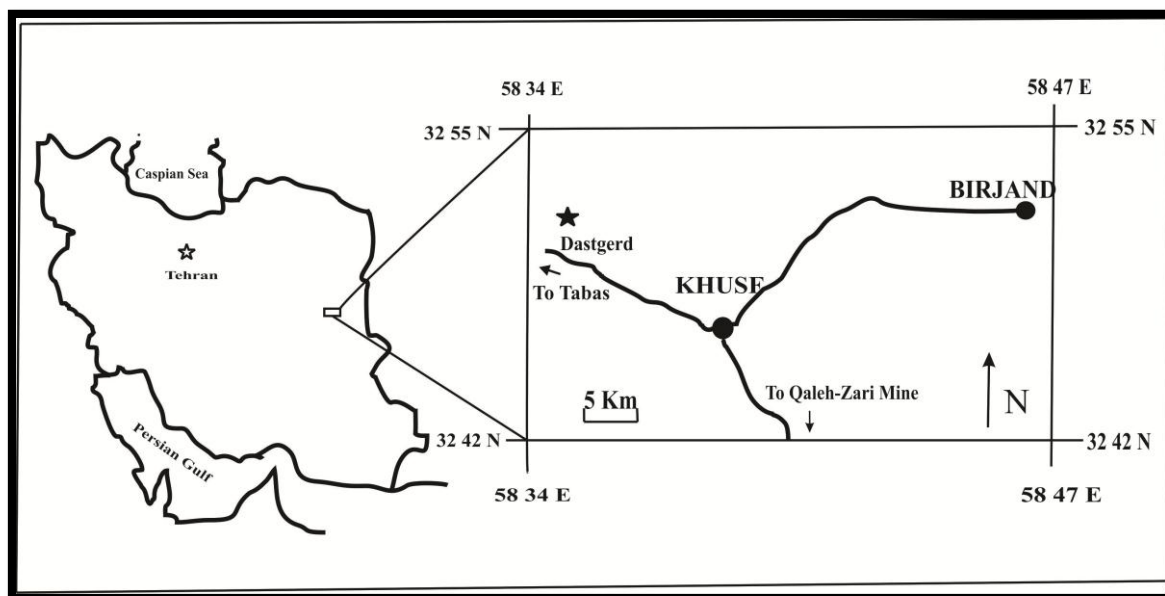 58 34 E
58 47 E
32 55 N
32 55 N
Caspian Sea
Tehran
BIRJAND
Dastgerd
To Tabas
KHUSF
5 Km
To Qaleh-Zari Mine
N
Persian Gulf
32 42 N
32 42 N
58 34 E
58 47 E